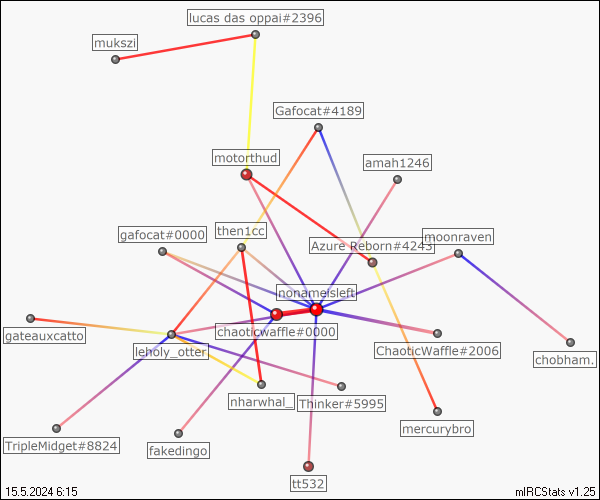 lucas das oppai#2396
mukszi
Gafocat#4189
motorthud
amah1246
gafocat#0000
then1cc
moonraven
Azure Reborn#4243
nonameisleft
chaoticwaffle#0000
gateauxcatto
leholy_otter
ChaoticWaffle#2006
chobham.
nharwhal_
Thinker#5995
mercurybro
TripleMidget#8824
fakedingo
tt532
15.5.2024 6:15
mIRCStats v1.25